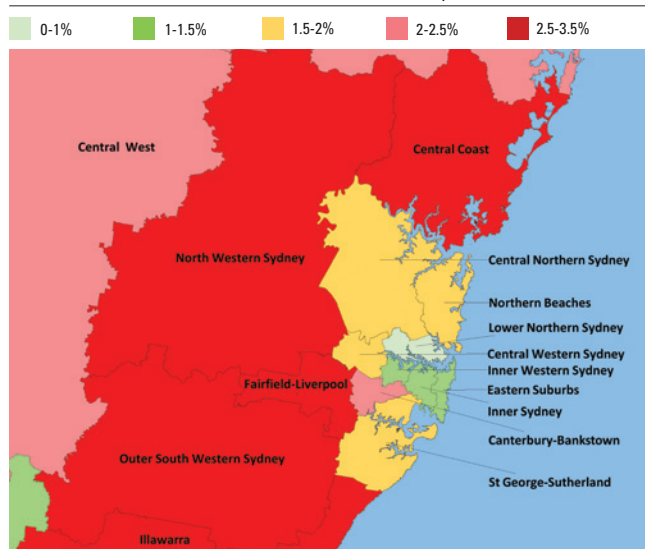 0-1%
1-1.5%
1.5-2%
2-2.5%
2.5-3.5%
Central West
Central Coast
North Western Sydney
Central Northern Sydney
Northern Beaches
Lower Northern Sydney
Central Western Sydney
Inner Western Sydney
Fairfield-Liverpool
Eastern Suburbs
Inner Sydney
Canterbury-Bankstown
Outer South Western Sydney
St George-Sutherland
Illawarra